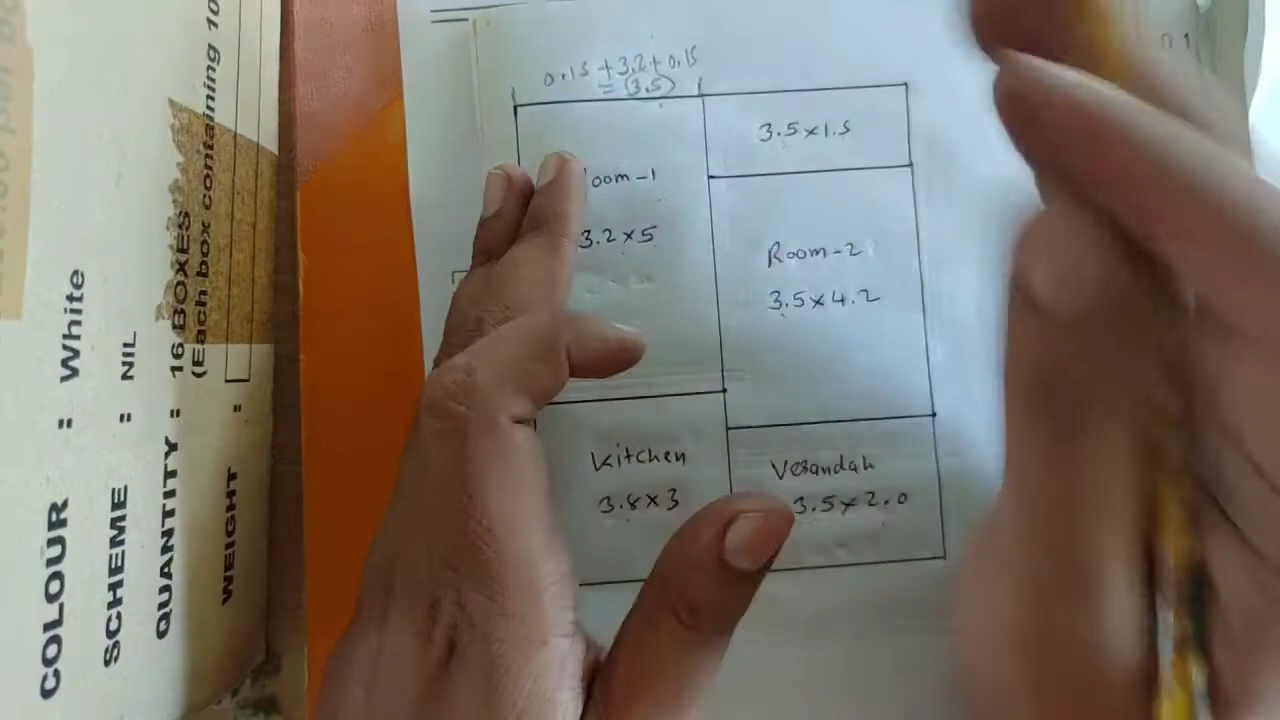 COLOUR : White
SCHEME : NIL
QUANTITY : 16 BOXES
(Each box containing 10
WEIGHT :
0.15 + 3.2 + 0.15
= (3.5)
3.5 x 1.5
oom-1
3.2 x 5
Room-2
3.5 x 4.2
Kitchen
3.8 x 3
Verandah
3.5 x 2.0